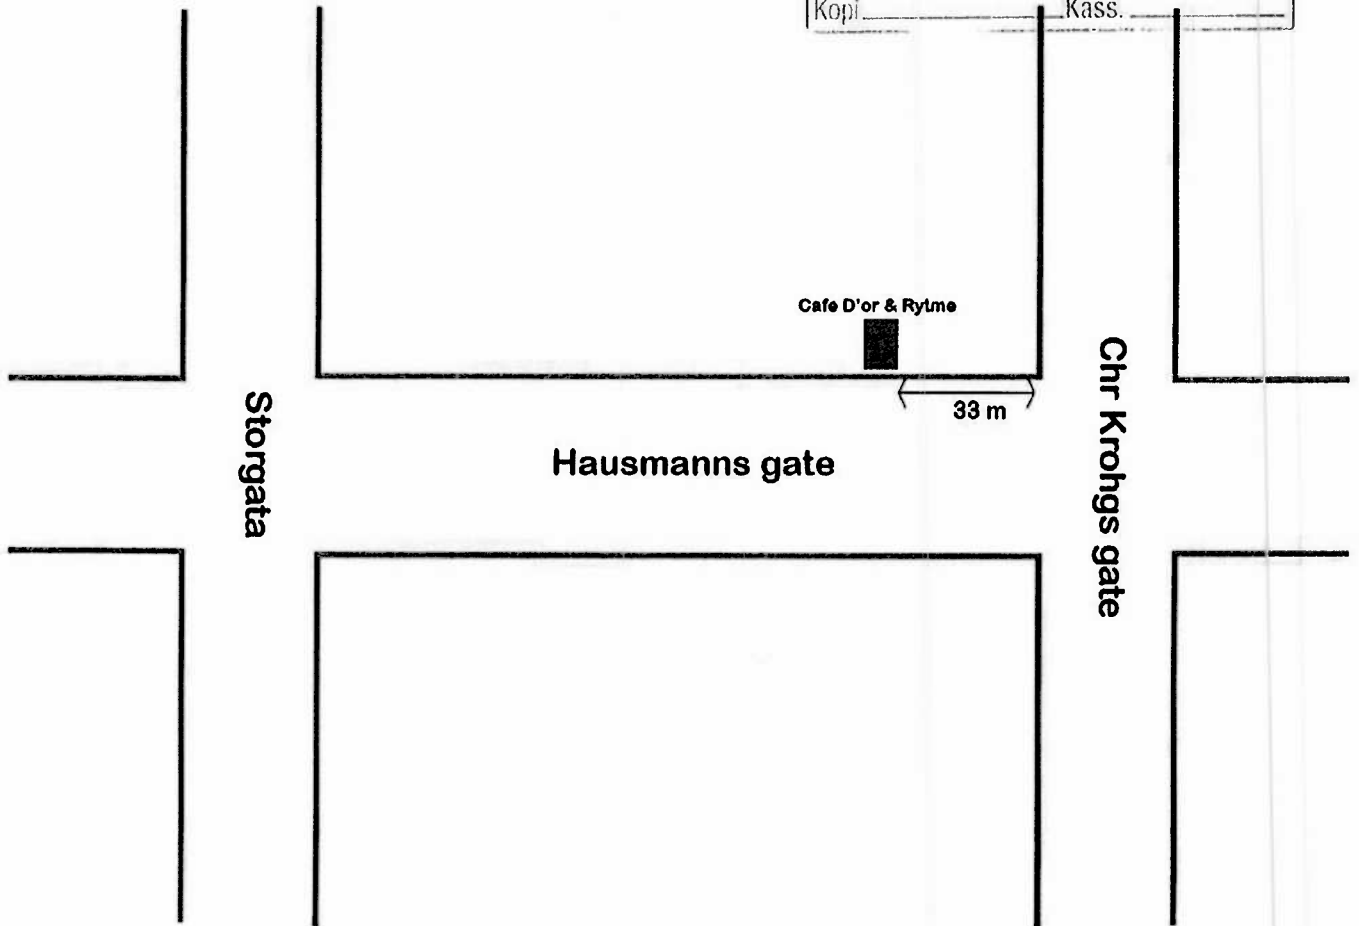 Kopi Kass.
Cafe D'or & Rytme
33 m
Storgata
Hausmanns gate
Chr Krohgs gate